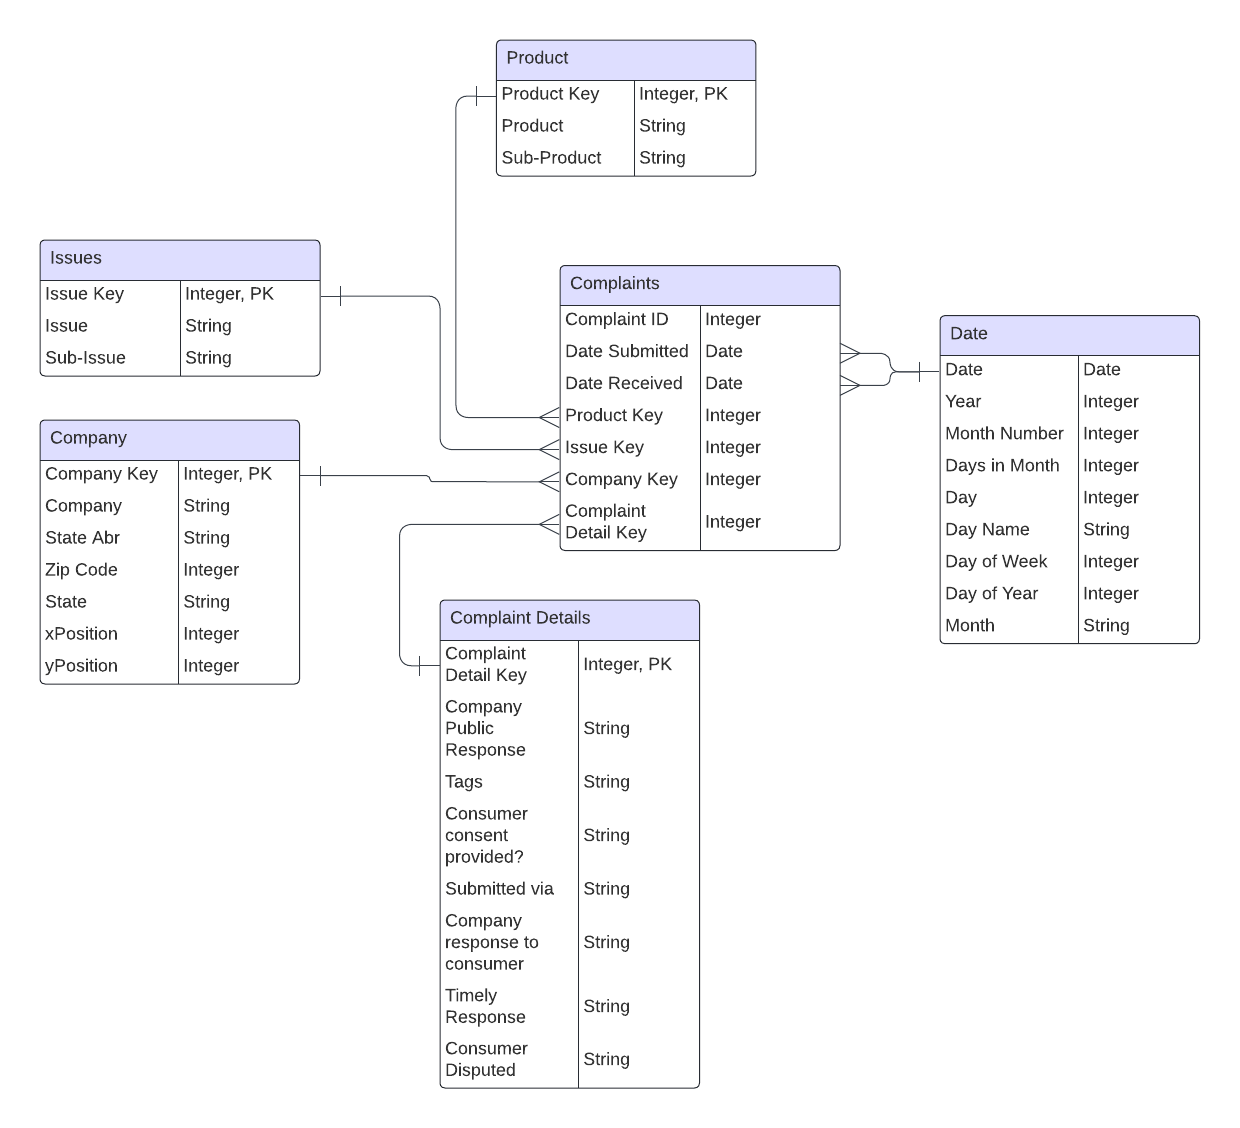 Product
Product Key Integer, PK
Product String
Sub-Product String
Issues
Issue Key Integer, PK
Issue String
Sub-Issue String
Complaints
Complaint ID Integer
Date Submitted Date
Date Received Date
Product Key Integer
Issue Key Integer
Company Key Integer
Complaint
Detail Key Integer
Date
Date Date
Year Integer
Month Number Integer
Days in Month Integer
Day Integer
Day Name String
Day of Week Integer
Day of Year Integer
Month String
Company
Company Key Integer, PK
Company String
State Abr String
Zip Code Integer
State String
xPosition Integer
yPosition Integer
Complaint Details
Complaint
Detail Key Integer, PK
Company
Public String
Response
Tags String
Consumer
consent String
provided?
Submitted via String
Company
response to String
consumer
Timely
Response String
Consumer
Disputed String